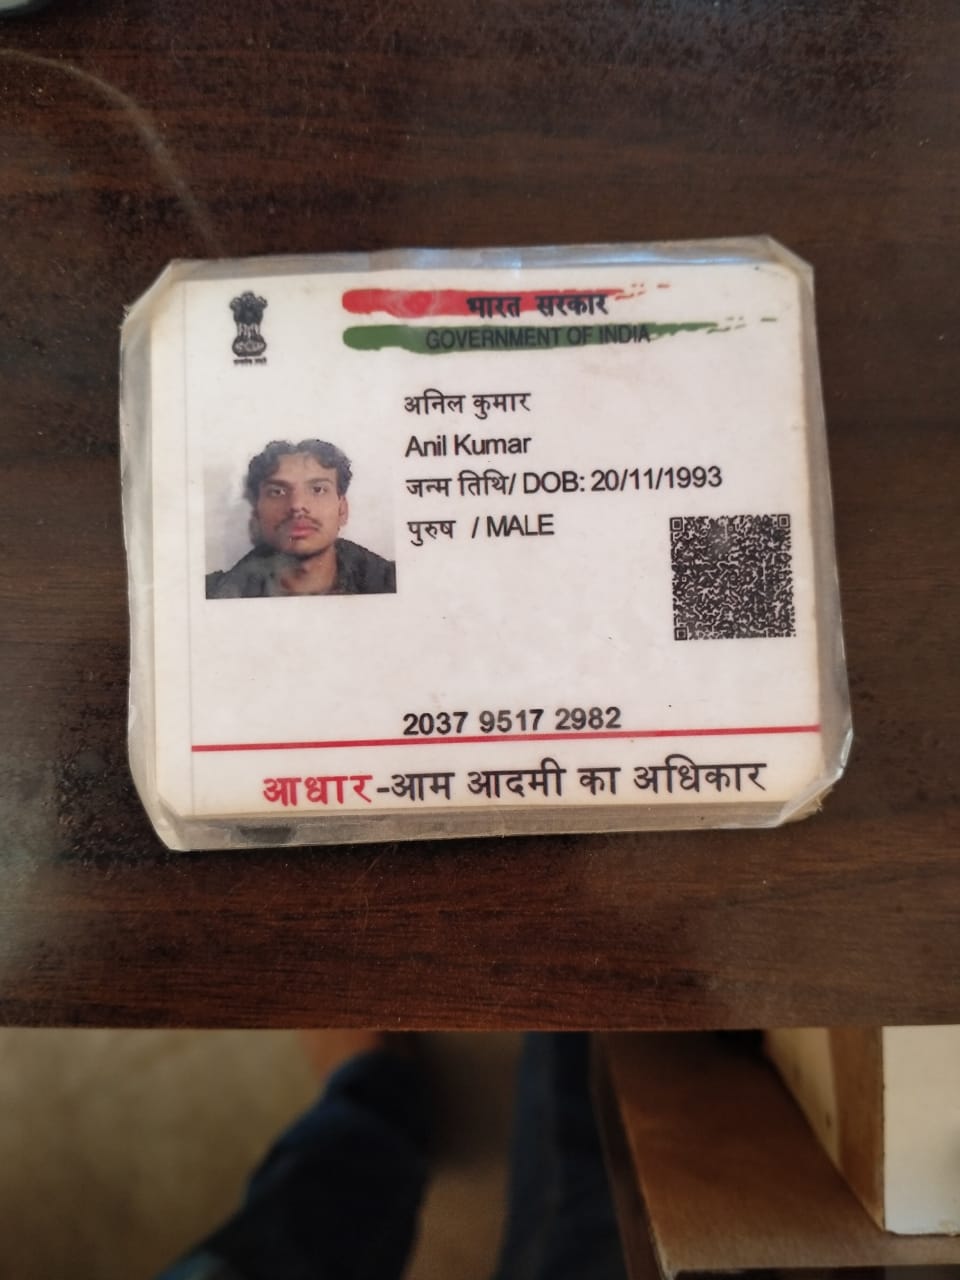 भारत सरकार
GOVERNMENT OF INDIA
अनिल कुमार
Anil Kumar
जन्म तिथि/ DOB: 20/11/1993
पुरुष / MALE
2037 9517 2982
आधार-आम आदमी का अधिकार